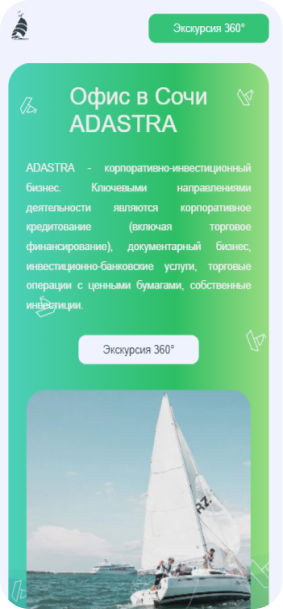 Экскурсия 360°
Офис в Сочи
ADASTRA
ADASTRA - корпоративно-инвестиционный
бизнес. Ключевыми направлениями
деятельности являются корпоративное
кредитование (включая торговое
финансирование), документарный бизнес,
инвестиционно-банковские услуги, торговые
операции с ценными бумагами, собственные
инвестиции.
Экскурсия 360°